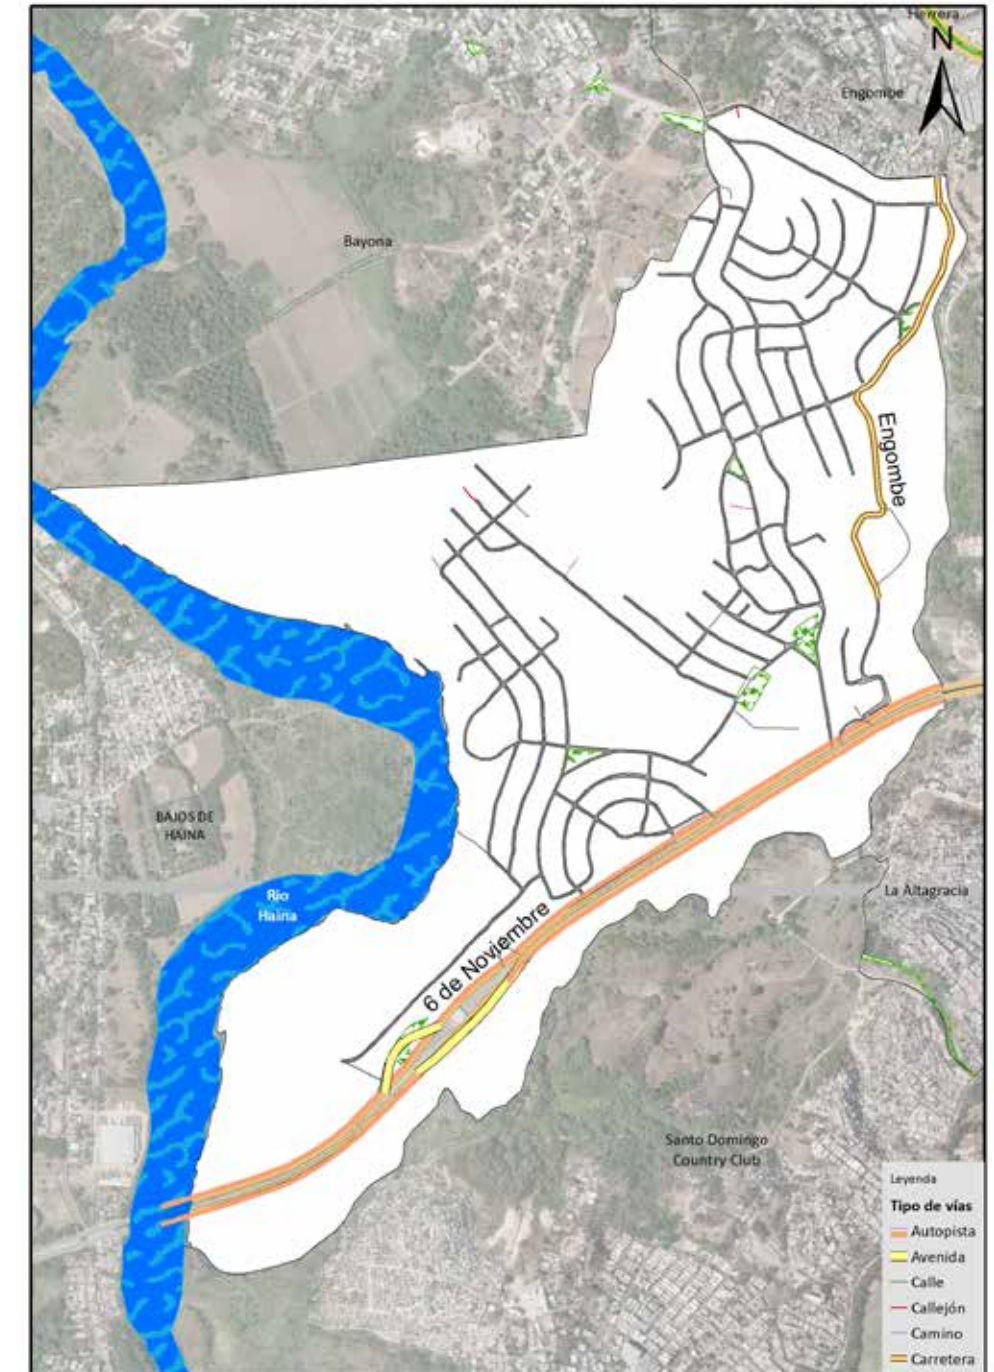 Herrera
N
Engombe
Bayona
Engombe
BAJOS DE
HAINA
Río
Haina
La Altagracia
6 de Noviembre
Santo Domingo
Country Club
Leyenda
Tipo de vías
Autopista
Avenida
Calle
Callejón
Camino
Carretera